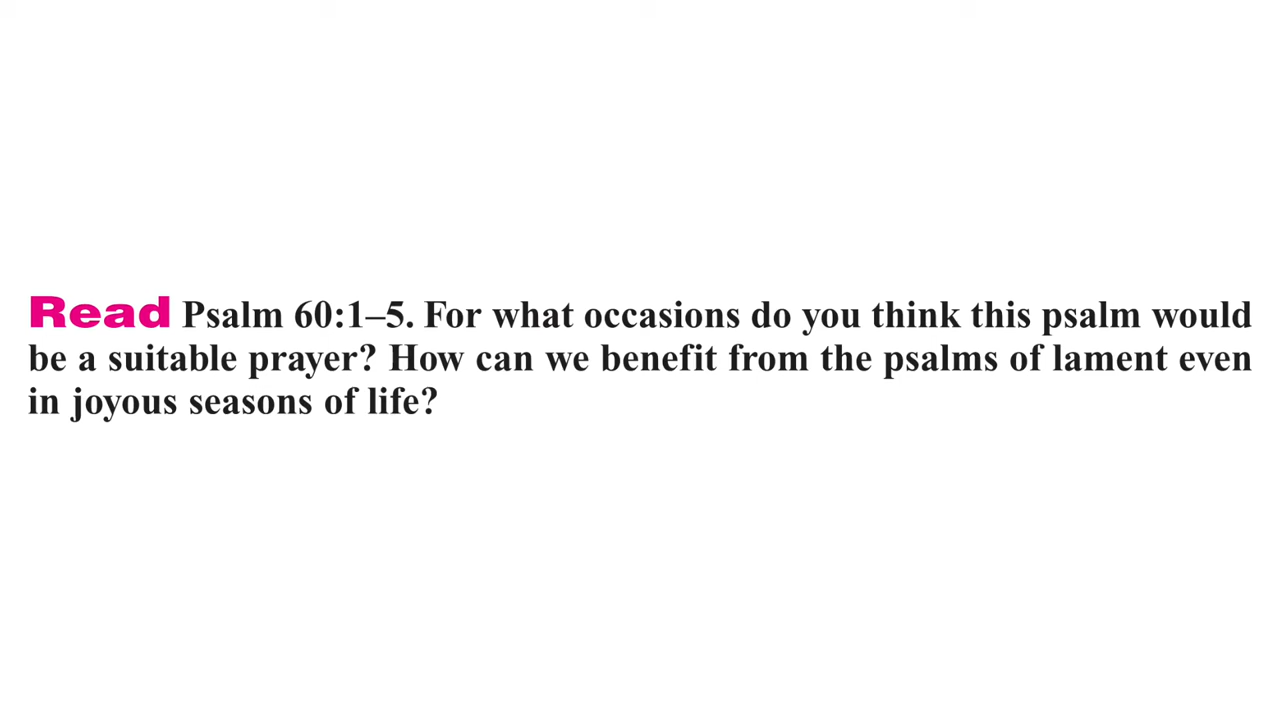 Read Psalm 60:1–5. For what occasions do you think this psalm would
be a suitable prayer? How can we benefit from the psalms of lament even
in joyous seasons of life?